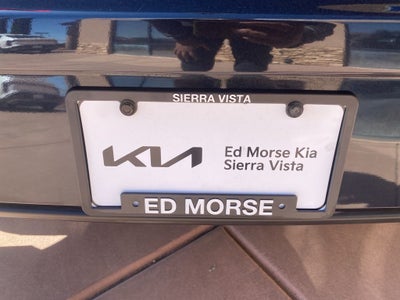 SIERRA VISTA
KIA
Ed Morse Kia
Sierra Vista
ED MORSE